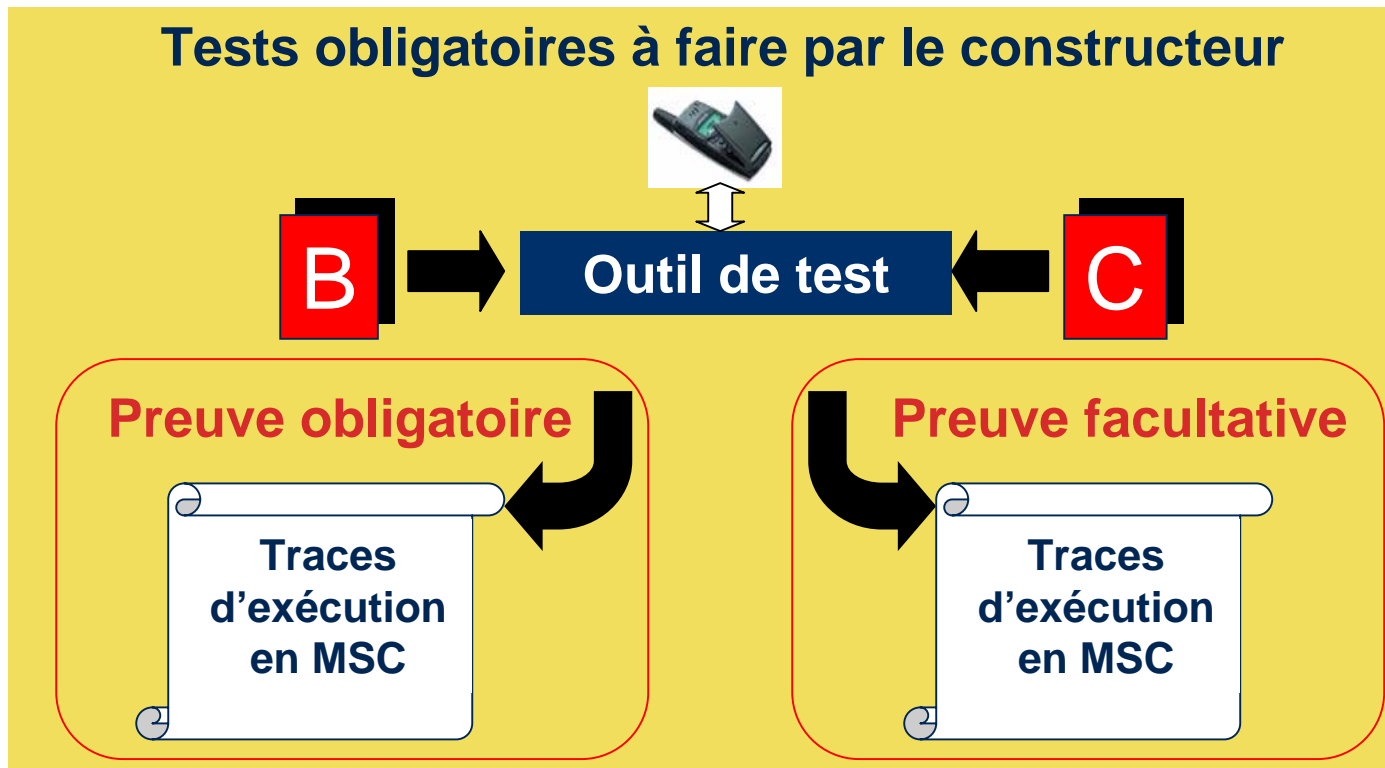 Tests obligatoires à faire par le constructeur
B
Outil de test
C
Preuve obligatoire
Traces
d’exécution
en MSC
Preuve facultative
Traces
d’exécution
en MSC